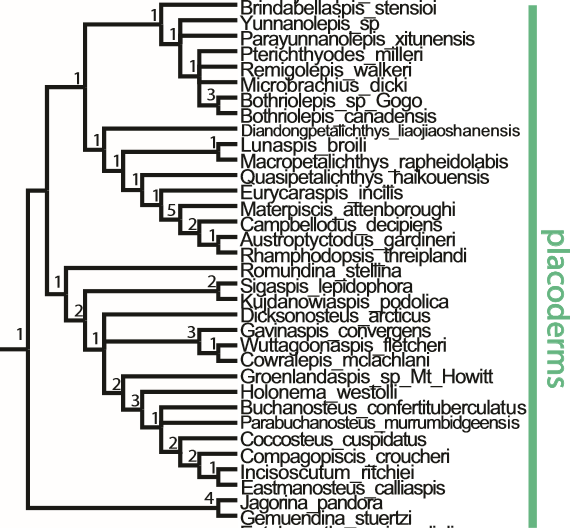 Brindabellaspis_stensioi
Yunnanolepis_sp
Parayunnanolepis_xitunensis
Pterichthyodes_milleri
Remigolepis_walkeri
Microbrachius_dicki
Bothriolepis_sp_Gogo
Bothriolepis_canadensis
Diandongpetalichthys_liaojiaoshanensis
Lunaspis_broili
Macropetalichthys_rapheidolabis
Quasipetalichthys_haikouensis
Eurycaraspis_incilis
Materpiscis_attenboroughi
Campbellodus_decipiens
Austroptyctodus_gardineri
Rhamphodopsis_threiplandi
Romundina_stellina
Sigaspis_lepidophora
Kujdanowiaspis_podolica
Dicksonosteus_arcticus
Gavinaspis_convergens
Wuttagoonaspis_fletcheri
Cowralepis_mclachlani
Groenlandaspis_sp_Mt_Howitt
Holonema_westolli
Buchanosteus_confertituberculatus
Parabuchanosteus_murrumbidgeensis
Coccosteus_cuspidatus
Compagopiscis_croucheri
Incisoscutum_ritchiei
Eastmanosteus_calliaspis
Jagorina_pandora
Gemuendina_stuertzi
placoderms
1
1
1
1
3
1
1
1
1
1
5
2
1
1
2
2
1
3
1
2
3
1
2
2
1
1
4